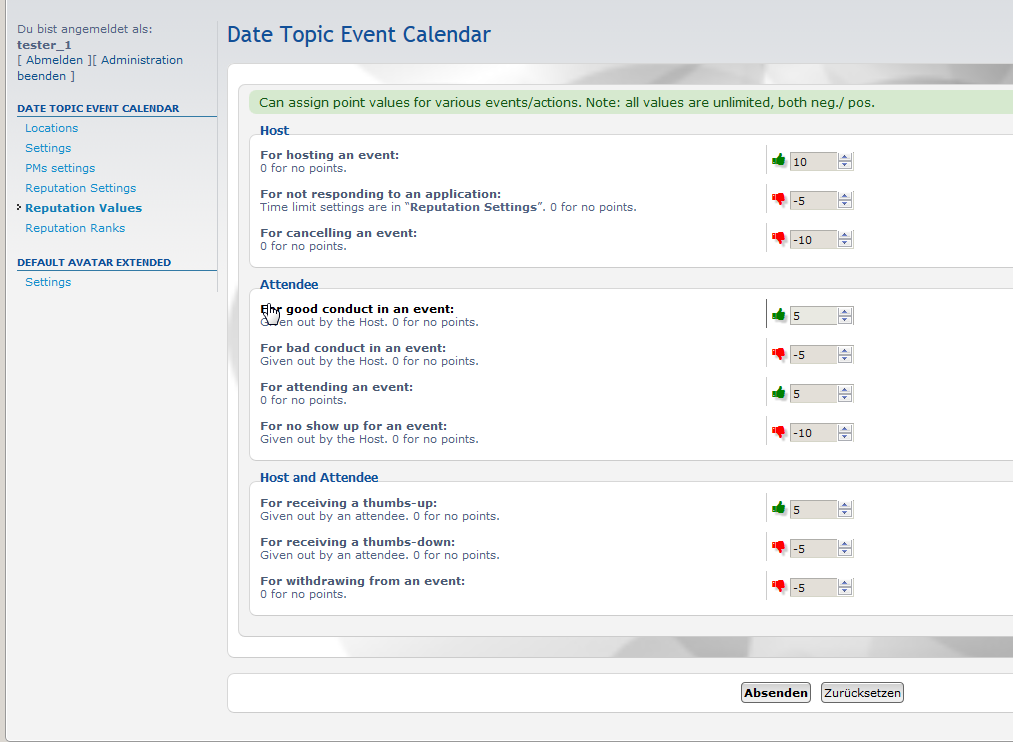 Du bist angemeldet als:
tester_1
[ Abmelden ][ Administration
beenden ]
DATE TOPIC EVENT CALENDAR
Locations
Settings
PMs settings
Reputation Settings
Reputation Values
Reputation Ranks
DEFAULT AVATAR EXTENDED
Settings
Date Topic Event Calendar
Can assign point values for various events/actions. Note: all values are unlimited, both neg./ pos.
Host
For hosting an event:
0 for no points.
10
For not responding to an application:
Time limit settings are in “Reputation Settings”. 0 for no points.
-5
For cancelling an event:
0 for no points.
-10
Attendee
For good conduct in an event:
Given out by the Host. 0 for no points.
5
For bad conduct in an event:
Given out by the Host. 0 for no points.
-5
For attending an event:
0 for no points.
5
For no show up for an event:
Given out by the Host. 0 for no points.
-10
Host and Attendee
For receiving a thumbs-up:
Given out by an attendee. 0 for no points.
5
For receiving a thumbs-down:
Given out by an attendee. 0 for no points.
-5
For withdrawing from an event:
0 for no points.
-5
Absenden Zurücksetzen